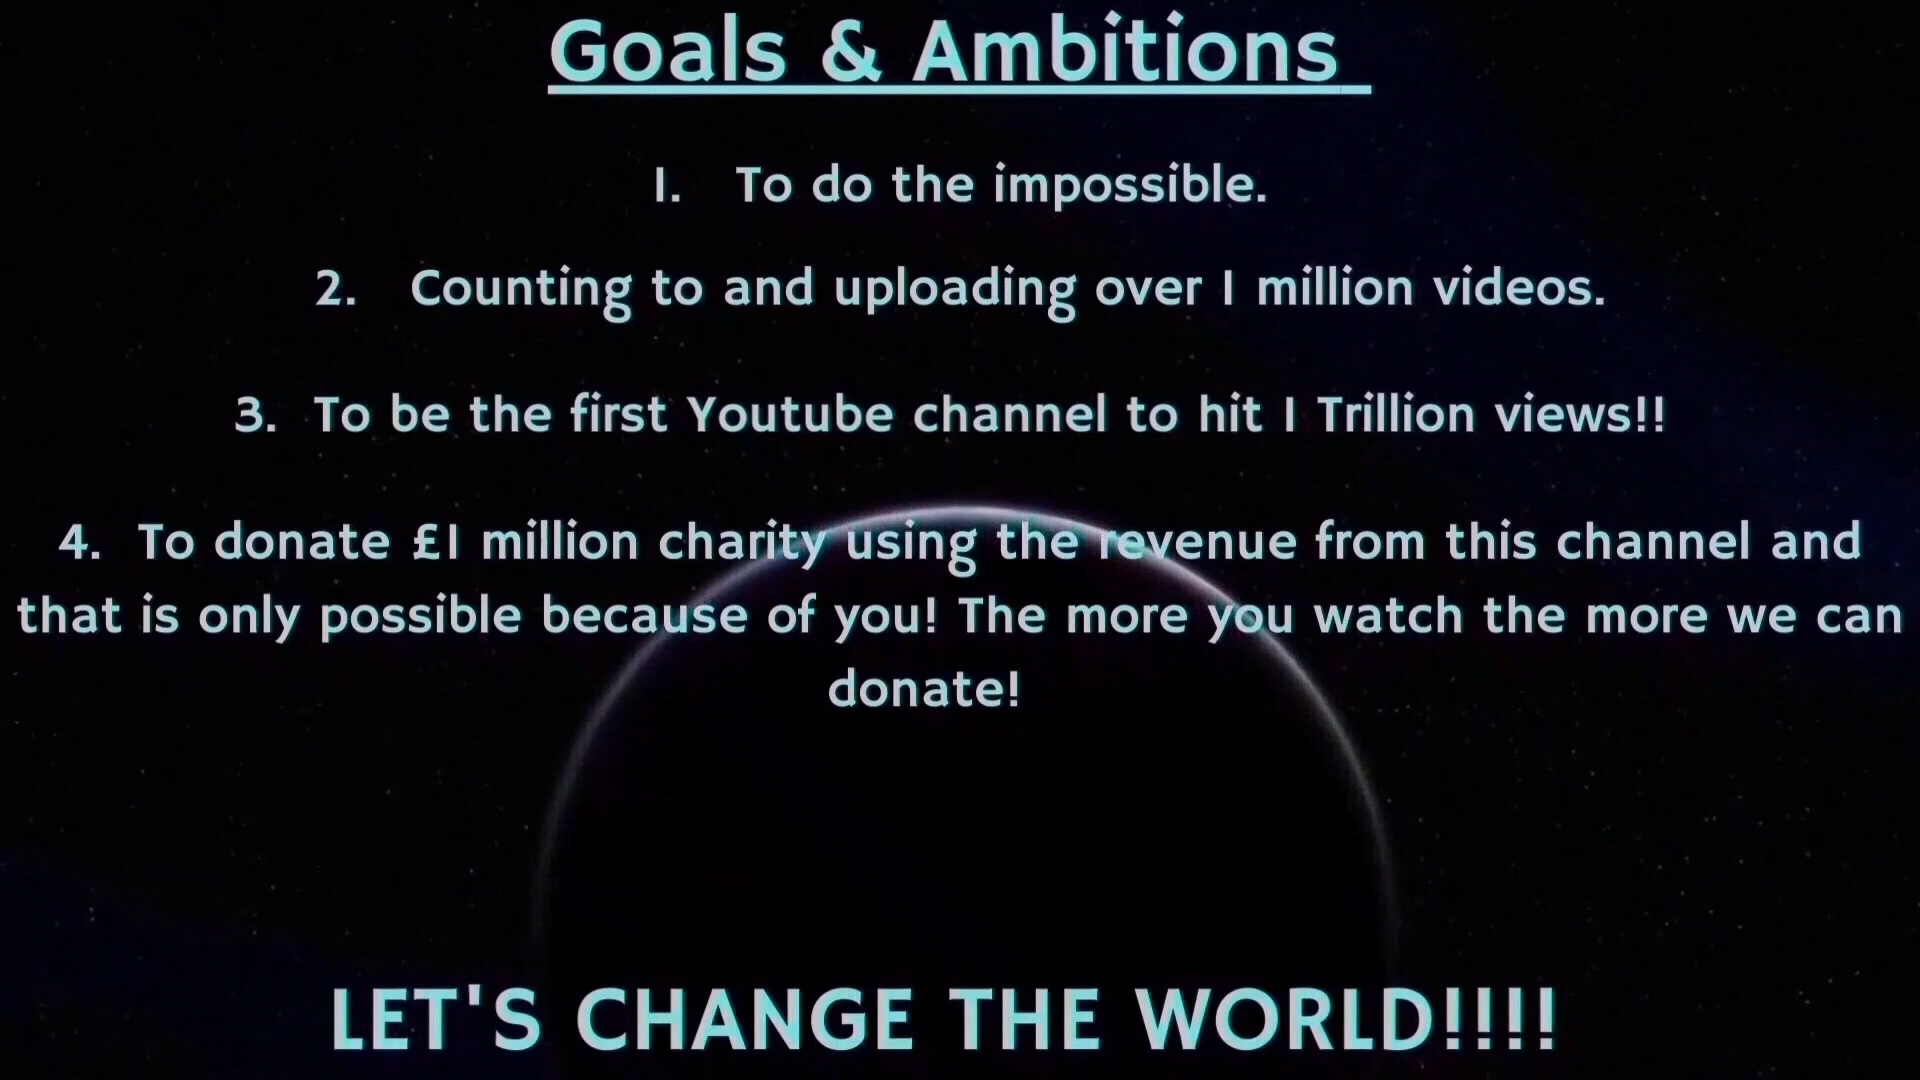 Goals & Ambitions
1. To do the impossible.
2. Counting to and uploading over 1 million videos.
3. To be the first Youtube channel to hit 1 Trillion views!!
4. To donate £1 million charity using the revenue from this channel and
that is only possible because of you! The more you watch the more we can
donate!
LET'S CHANGE THE WORLD!!!!